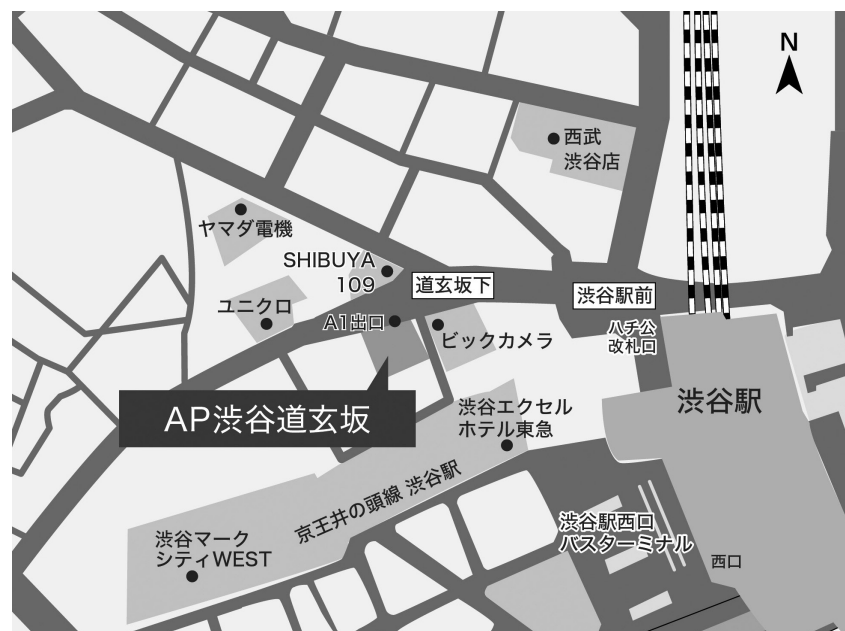 N
西武
渋谷店
ヤマダ電機
SHIBUYA
109
道玄坂下
渋谷駅前
ユニクロ
A1出口
ビックカメラ
ハチ公
改札口
AP渋谷道玄坂
渋谷エクセル
ホテル東急
渋谷駅
京王井の頭線 渋谷駅
渋谷マーク
シティWEST
渋谷駅西口
バスターミナル
西口